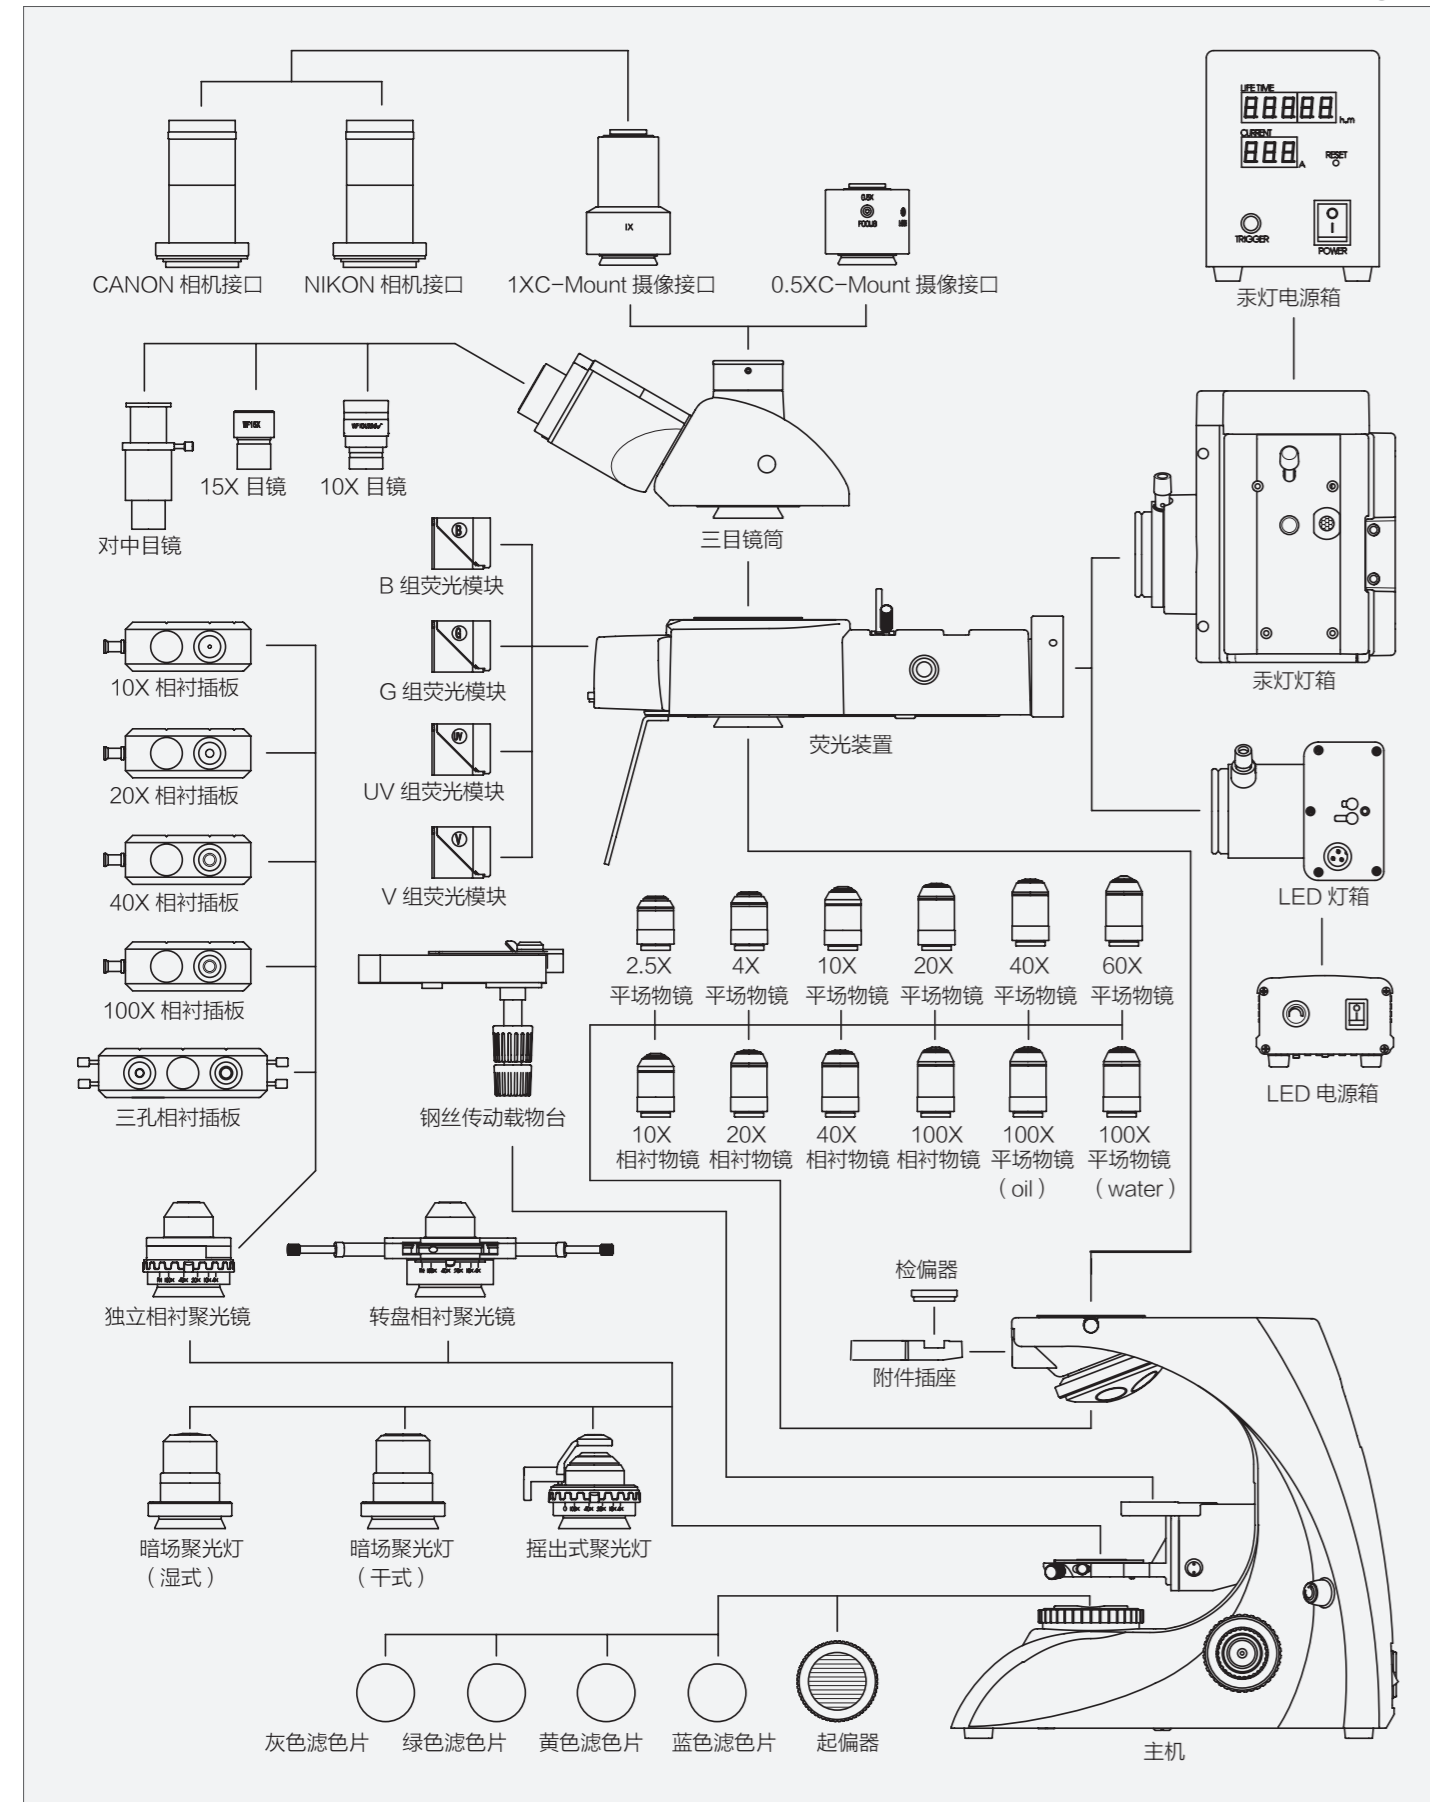 LIFE TIME
h.m
CURRENT
A
RESET
TRIGGER
POWER
1X
0.5X
FOCUS
CANON 相机接口
NIKON 相机接口
1XC-Mount 摄像接口
0.5XC-Mount 摄像接口
汞灯电源箱
WF15X
15X 目镜
10X 目镜
对中目镜
三目镜筒
B
B 组荧光模块
G
G 组荧光模块
UV
UV 组荧光模块
V
V 组荧光模块
荧光装置
汞灯灯箱
LED 灯箱
LED 电源箱
10X 相衬插板
20X 相衬插板
40X 相衬插板
100X 相衬插板
三孔相衬插板
钢丝传动载物台
2.5X
平场物镜
4X
平场物镜
10X
平场物镜
20X
平场物镜
40X
平场物镜
60X
平场物镜
10X
相衬物镜
20X
相衬物镜
40X
相衬物镜
100X
相衬物镜
100X
平场物镜
（oil）
100X
平场物镜
（water）
独立相衬聚光镜
转盘相衬聚光镜
检偏器
附件插座
暗场聚光灯
（湿式）
暗场聚光灯
（干式）
摇出式聚光灯
灰色滤色片
绿色滤色片
黄色滤色片
蓝色滤色片
起偏器
主机